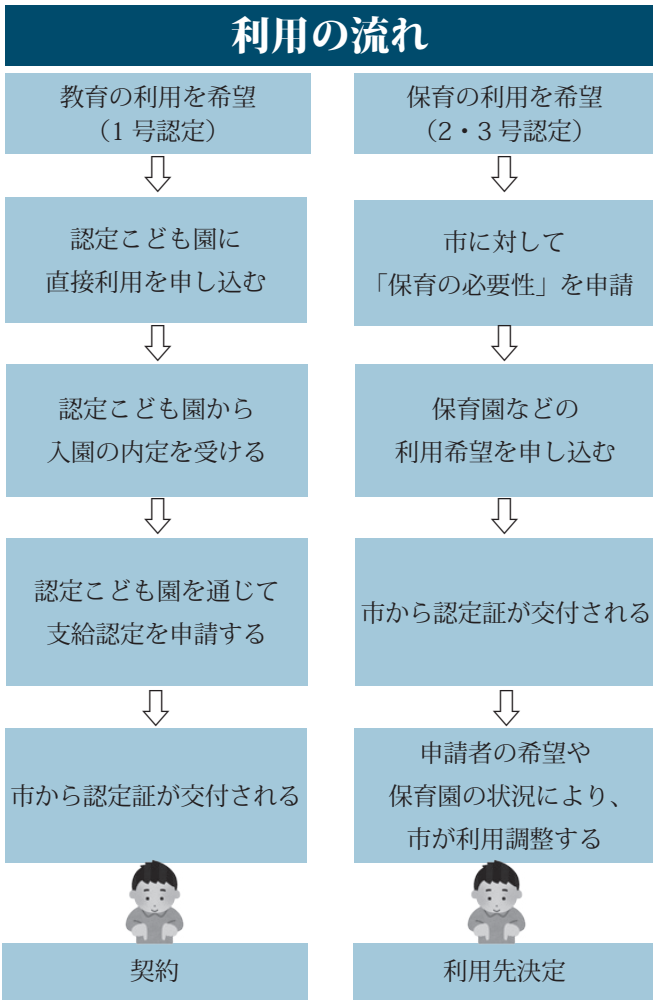 利用の流れ
教育の利用を希望
（1 号認定）
認定こども園に
直接利用を申し込む
認定こども園から
入園の内定を受ける
認定こども園を通じて
支給認定を申請する
市から認定証が交付される
契約
保育の利用を希望
（2・3 号認定）
市に対して
「保育の必要性」を申請
保育園などの
利用希望を申し込む
市から認定証が交付される
申請者の希望や
保育園の状況により、
市が利用調整する
利用先決定